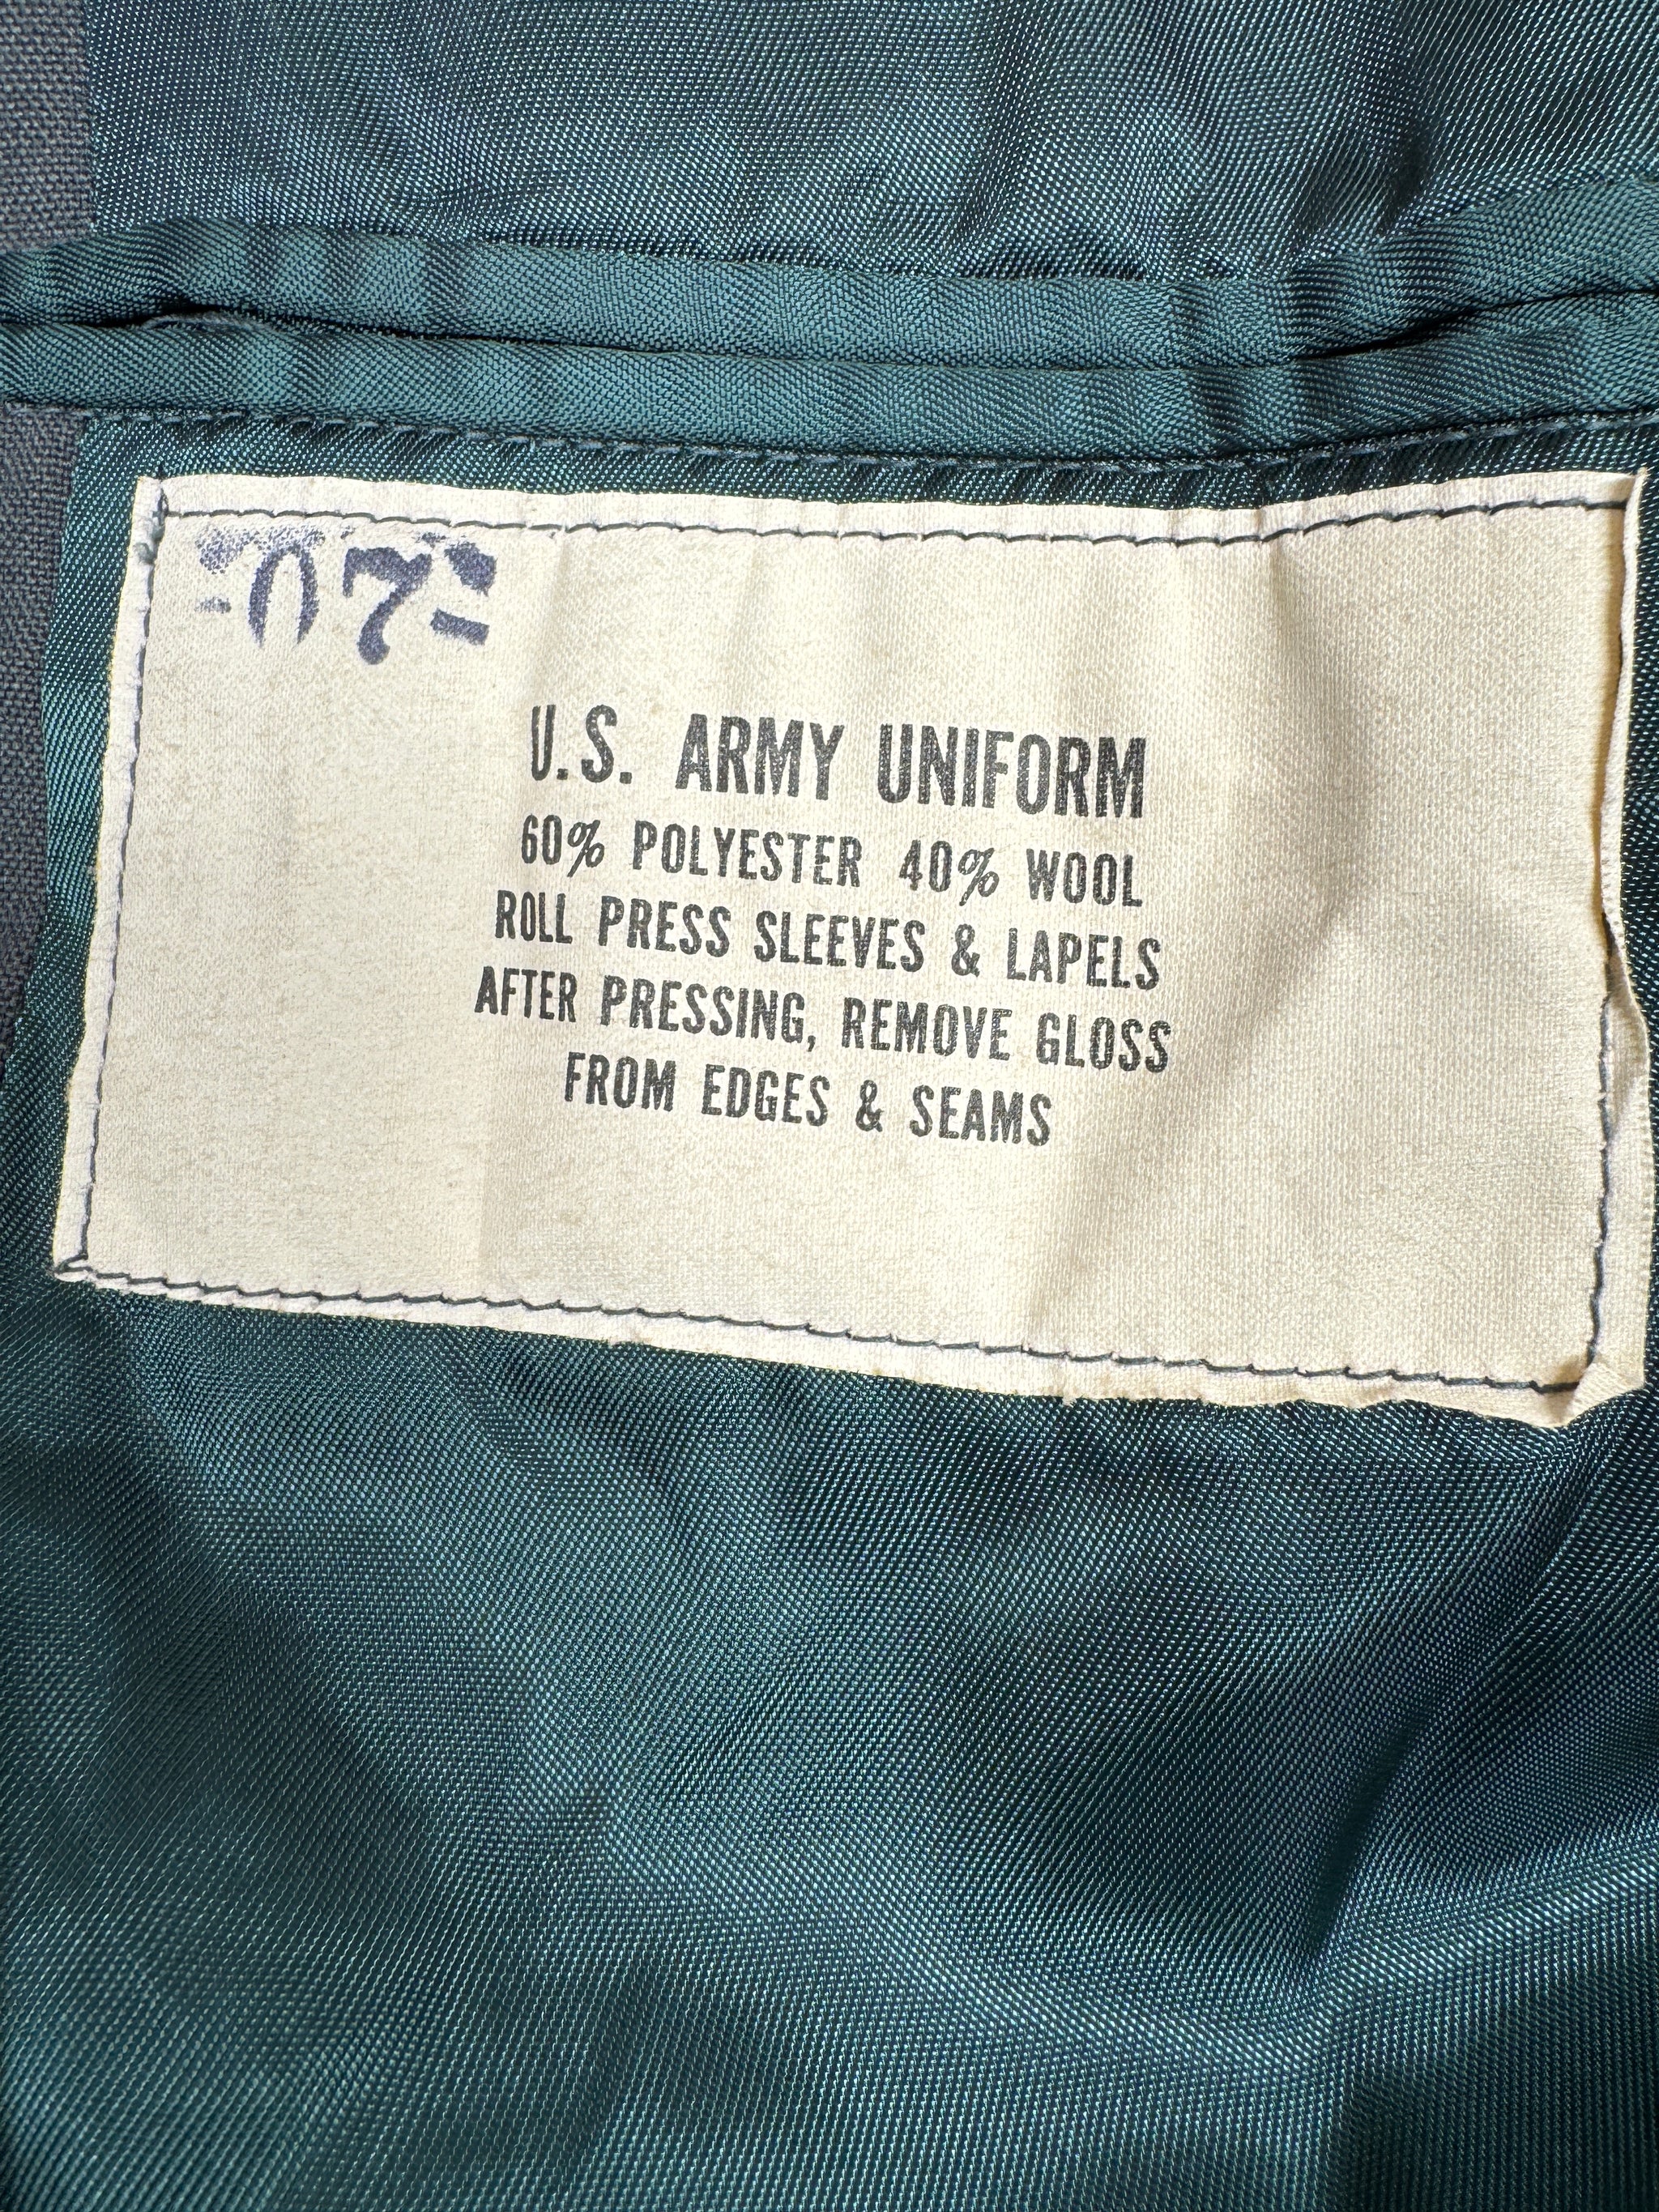 07
U.S. ARMY UNIFORM
60% POLYESTER 40% WOOL
ROLL PRESS SLEEVES & LAPELS
AFTER PRESSING, REMOVE GLOSS
FROM EDGES & SEAMS